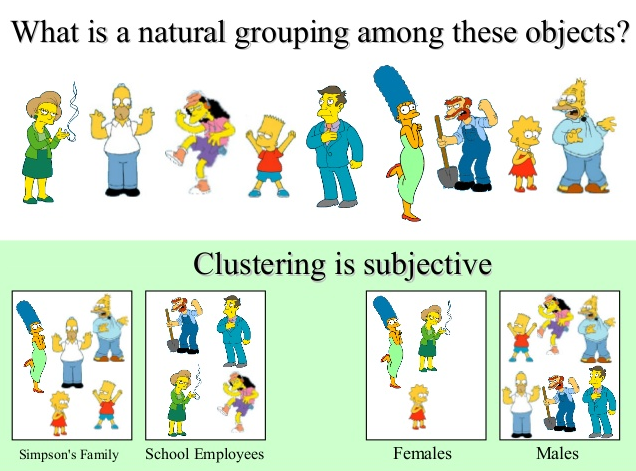 What is a natural grouping among these objects?
Clustering is subjective
Simpson's Family
School Employees
Females
Males